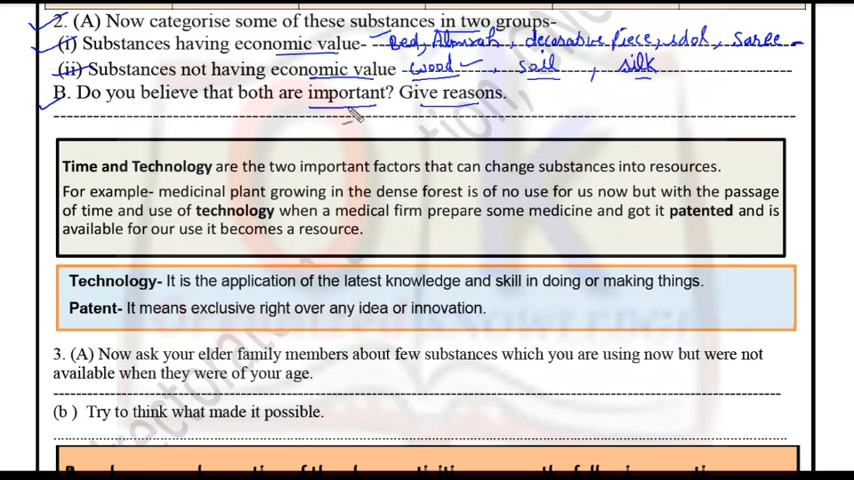 2. (A) Now categorise some of these substances in two groups-
(i) Substances having economic value- Bed, Almirah, decorative Piece, idol, Saree -
(ii) Substances not having economic value - wood, soil, silk
B. Do you believe that both are important? Give reasons.
Time and Technology are the two important factors that can change substances into resources.
For example- medicinal plant growing in the dense forest is of no use for us now but with the passage
of time and use of technology when a medical firm prepare some medicine and got it patented and is
available for our use it becomes a resource.
Technology- It is the application of the latest knowledge and skill in doing or making things.
Patent- It means exclusive right over any idea or innovation.
3. (A) Now ask your elder family members about few substances which you are using now but were not
available when they were of your age.
(b ) Try to think what made it possible.